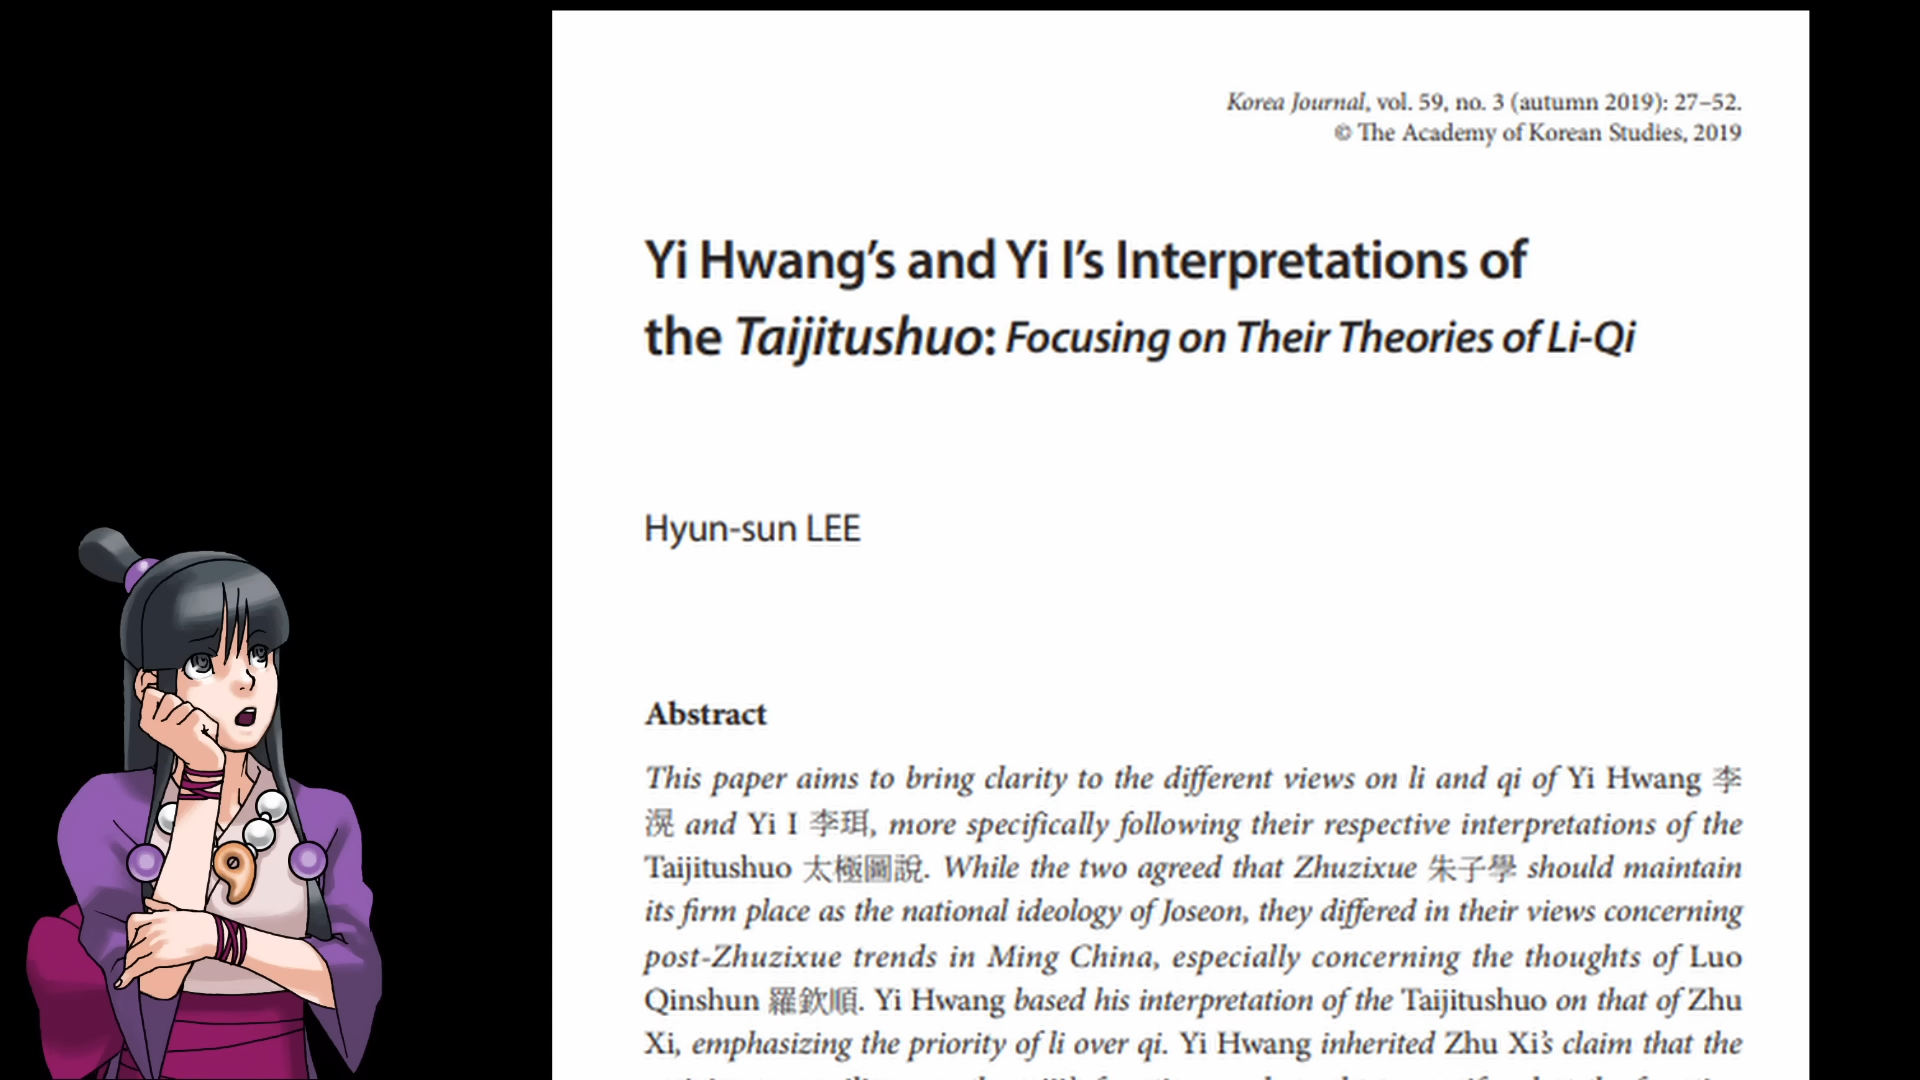 Korea Journal, vol. 59, no. 3 (autumn 2019): 27–52.
© The Academy of Korean Studies, 2019
Yi Hwang’s and Yi I’s Interpretations of
the Taijitushuo: Focusing on Their Theories of Li-Qi
Hyun-sun LEE
Abstract
This paper aims to bring clarity to the different views on li and qi of Yi Hwang 李
滉 and Yi I 李珥, more specifically following their respective interpretations of the
Taijitushuo 太極圖說. While the two agreed that Zhuzixue 朱子學 should maintain
its firm place as the national ideology of Joseon, they differed in their views concerning
post-Zhuzixue trends in Ming China, especially concerning the thoughts of Luo
Qinshun 羅欽順. Yi Hwang based his interpretation of the Taijitushuo on that of Zhu
Xi, emphasizing the priority of li over qi. Yi Hwang inherited Zhu Xi’s claim that the